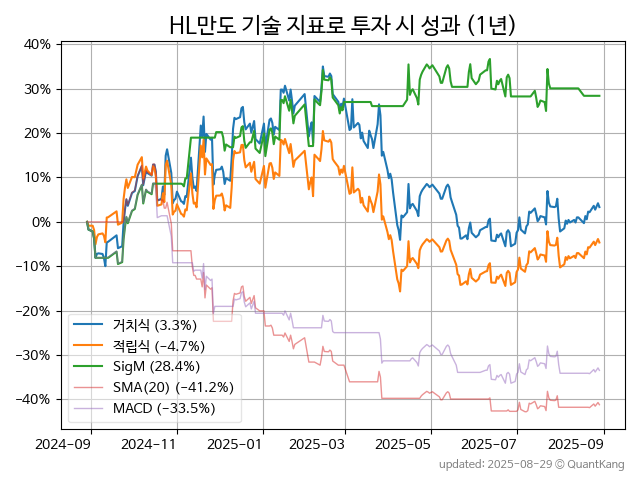 HL만도 기술 지표로 투자 시 성과 (1년)
40%
30%
20%
10%
0%
−10%
−20%
−30%
−40%
거치식 (3.3%)
적립식 (−4.7%)
SigM (28.4%)
SMA(20) (−41.2%)
MACD (−33.5%)
2024-09
2024-11
2025-01
2025-03
2025-05
2025-07
2025-09
updated: 2025-08-29 © QuantKang